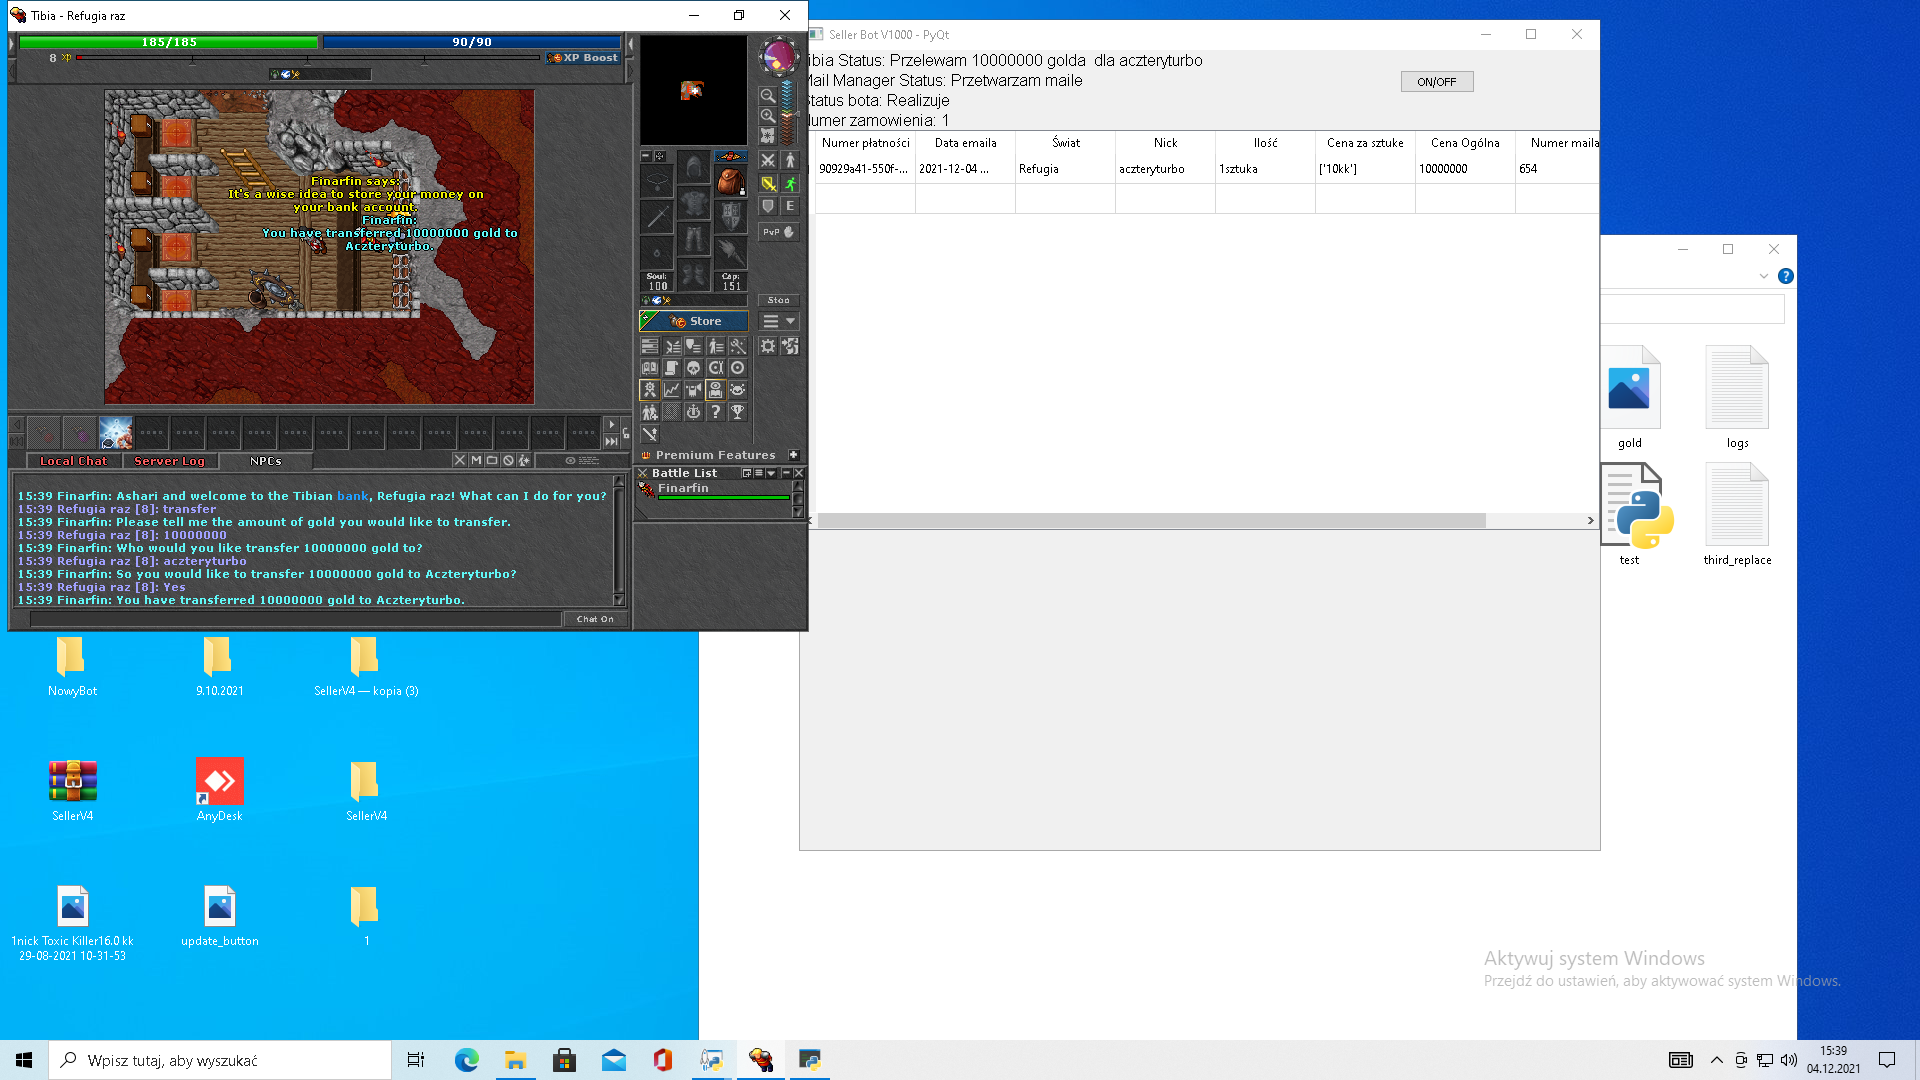 Tibia - Refugia raz
185/185
90/90
8 XP
XP Boost
Finarfin says:
It's a wise idea to store your money on
your bank account.
Finarfin:
You have transferred 10000000 gold to
Aczteryturbo.
Soul:
100
Cap:
151
E
PvP
Stop
Store
Premium Features
Battle List
Finarfin
Local Chat
Server Log
NPCs
15:39 Finarfin: Ashari and welcome to the Tibian bank, Refugia raz! What can I do for you?
15:39 Refugia raz [8]: transfer
15:39 Finarfin: Please tell me the amount of gold you would like to transfer.
15:39 Refugia raz [8]: 10000000
15:39 Finarfin: Who would you like transfer 10000000 gold to?
15:39 Refugia raz [8]: aczteryturbo
15:39 Finarfin: So you would like to transfer 10000000 gold to Aczteryturbo?
15:39 Refugia raz [8]: Yes
15:39 Finarfin: You have transferred 10000000 gold to Aczteryturbo.
Chat On
Seller Bot V1000 - PyQt
ibia Status: Przelewam 10000000 golda dla aczteryturbo
Mail Manager Status: Przetwarzam maile
Status bota: Realizuje
Numer zamowienia: 1
ON/OFF
Numer płatności Data emaila Świat Nick Ilość Cena za sztuke Cena Ogólna Numer maila
90929a41-550f-... 2021-12-04 ... Refugia aczteryturbo 1sztuka ['10kk'] 10000000 654
gold
logs
test
third_replace
NowyBot
9.10.2021
SellerV4 — kopia (3)
SellerV4
AnyDesk
SellerV4
1nick Toxic Killer16.0 kk
29-08-2021 10-31-53
update_button
1
Aktywuj system Windows
Przejdź do ustawień, aby aktywować system Windows.
Wpisz tutaj, aby wyszukać
15:39
04.12.2021